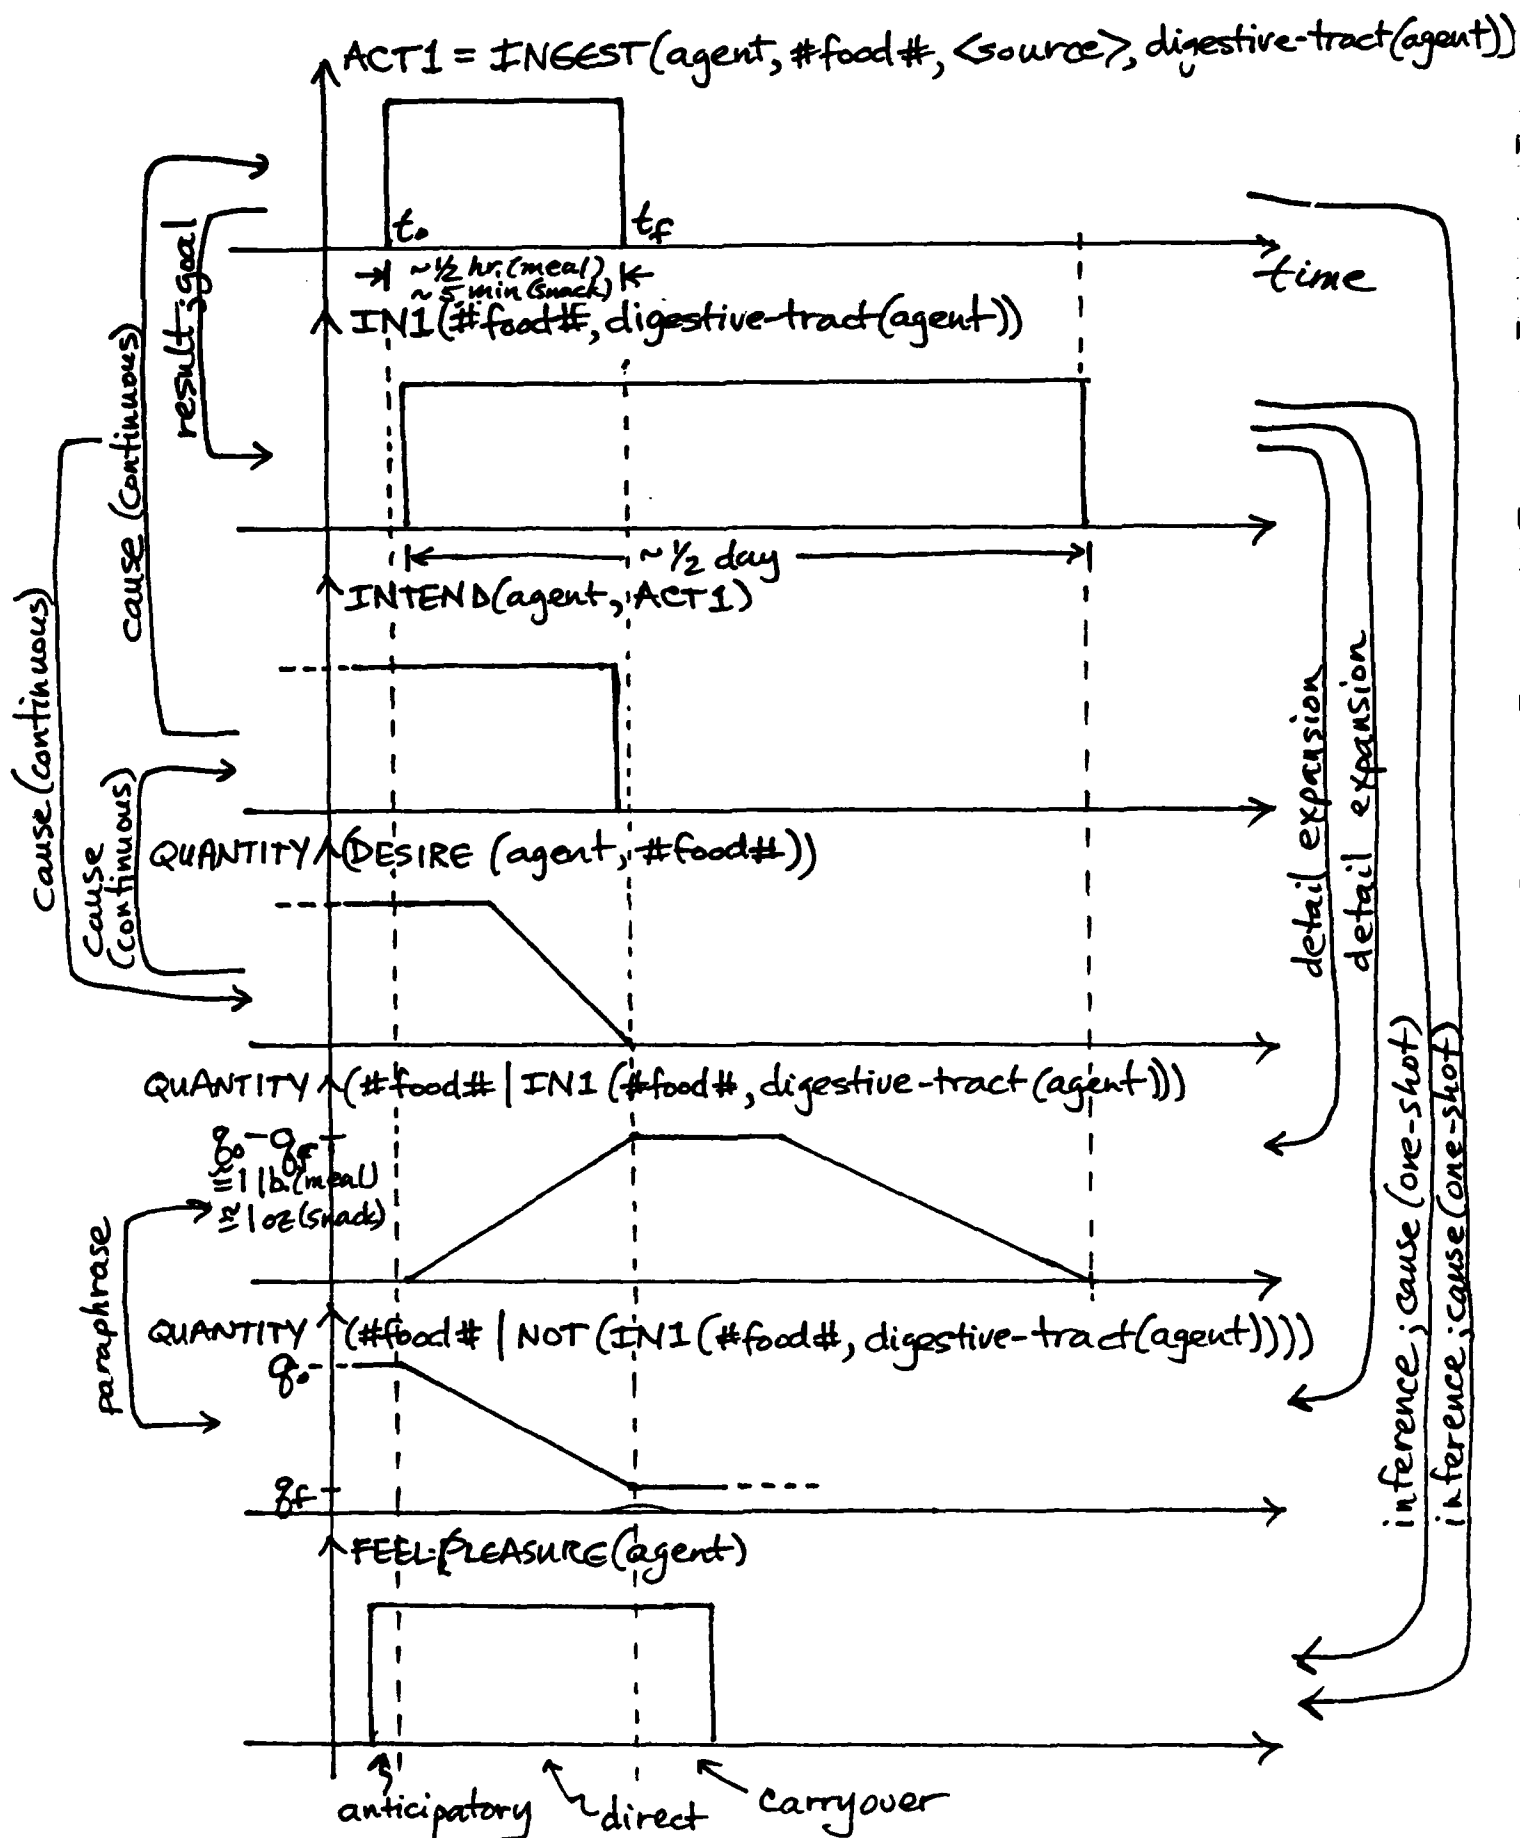 ACT1 = INGEST(agent, #food#, <source>, digestive-tract(agent))
t₀
t_f
~ 1/2 hr. (meal)
~ 5 min (snack)
time
result; goal
IN1(#food#, digestive-tract(agent))
cause (continuous)
~ 1/2 day
INTEND(agent, ACT1)
cause (continuous)
cause
(continuous)
QUANTITY (DESIRE (agent, #food#))
detail expansion
detail expansion
QUANTITY (#food# | IN1 (#food#, digestive-tract (agent)))
q₀ - q_f
≅ 1 lb. (meal)
≅ 1 oz (snack)
paraphrase
QUANTITY (#food# | NOT (IN1 (#food#, digestive-tract(agent))))
q₀
q_f
inference; cause (one-shot)
inference; cause (one-shot)
FEEL-PLEASURE(agent)
anticipatory
direct
carryover